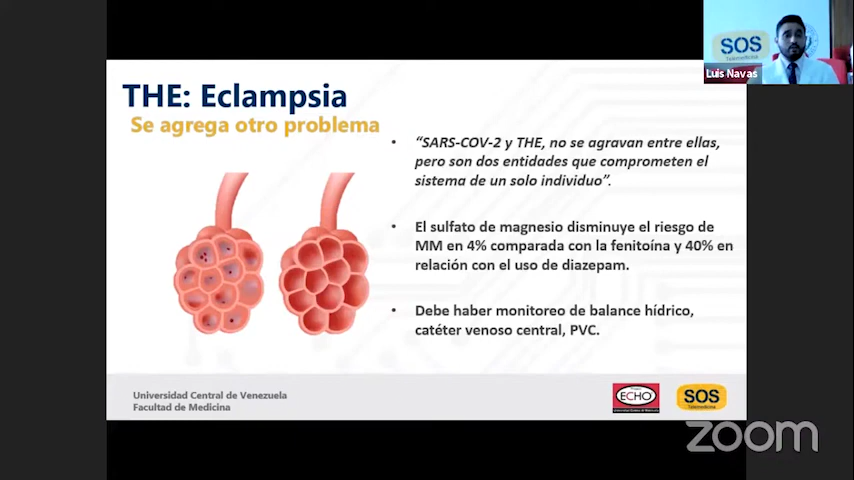 SOS
Telemedicina
Luis Navas
THE: Eclampsia
Se agrega otro problema
• “SARS-COV-2 y THE, no se agravan entre ellas,
pero son dos entidades que comprometen el
sistema de un solo individuo”.
• El sulfato de magnesio disminuye el riesgo de
MM en 4% comparada con la fenitoína y 40% en
relación con el uso de diazepam.
• Debe haber monitoreo de balance hídrico,
catéter venoso central, PVC.
Universidad Central de Venezuela
Facultad de Medicina
ECHO
SOS
Telemedicina
zoom